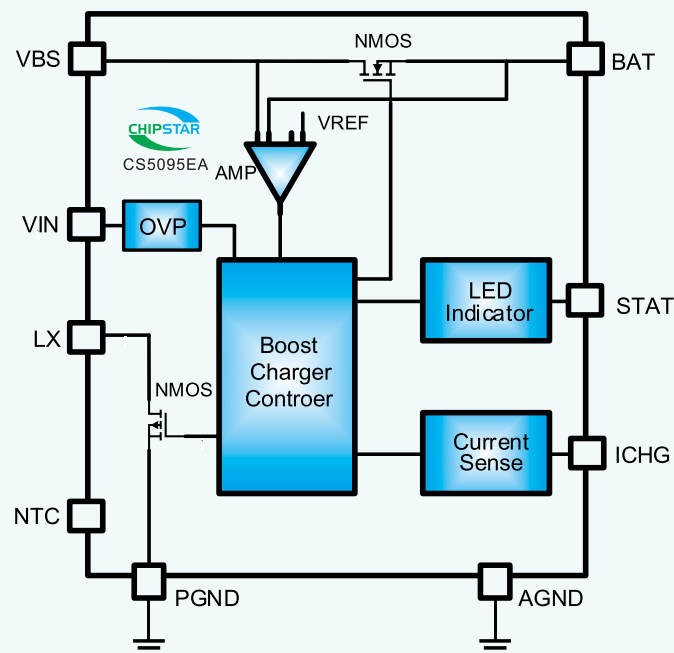 NMOS
VBS
BAT
CHIPSTAR
CS5095EA
VREF
AMP
VIN
OVP
LED
Indicator
STAT
LX
Boost
Charger
Controer
NMOS
Current
Sense
ICHG
NTC
PGND
AGND